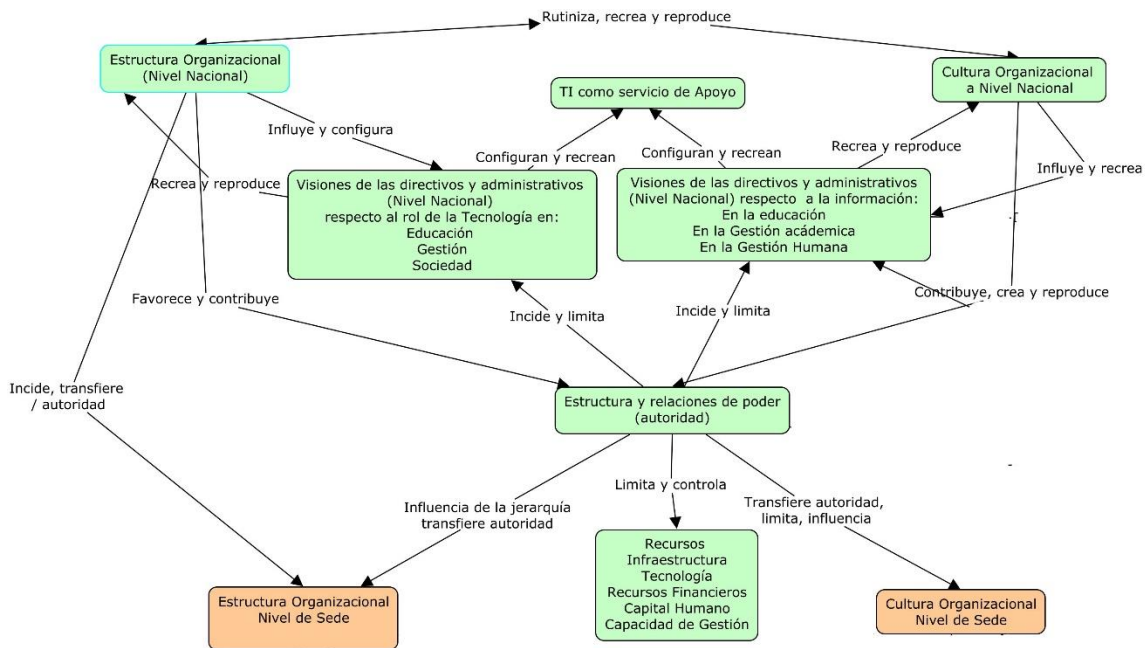 Rutiniza, recrea y reproduce
Estructura Organizacional
(Nivel Nacional)
Cultura Organizacional
a Nivel Nacional
TI como servicio de Apoyo
Influye y configura
Configuran y recrean
Configuran y recrean
Recrea y reproduce
Influye y recrea
Recrea y reproduce
Visiones de las directivos y administrativos
(Nivel Nacional)
respecto al rol de la Tecnología en:
Educación
Gestión
Sociedad
Visiones de las directivos y administrativos
(Nivel Nacional) respecto a la información:
En la educación
En la Gestión académica
En la Gestión Humana
Favorece y contribuye
Incide y limita
Incide y limita
Contribuye, crea y reproduce
Incide, transfiere
/ autoridad
Estructura y relaciones de poder
(autoridad)
Influencia de la jerarquía
transfiere autoridad
Limita y controla
Transfiere autoridad,
limita, influencia
Recursos
Infraestructura
Tecnología
Recursos Financieros
Capital Humano
Capacidad de Gestión
Estructura Organizacional
Nivel de Sede
Cultura Organizacional
Nivel de Sede